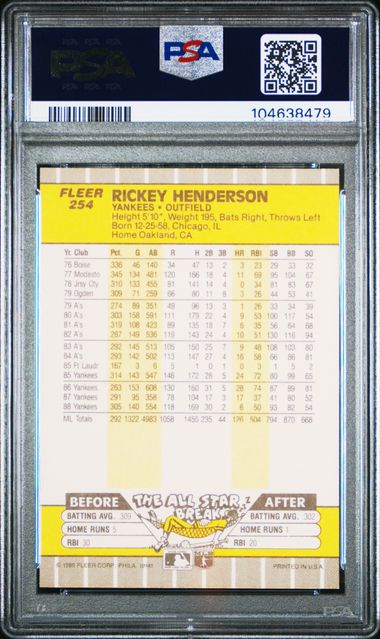 PSA
PSA
104638479
FLEER 254
RICKEY HENDERSON
YANKEES • OUTFIELD
Height 5'10", Weight 195, Bats Right, Throws Left
Born 12-25-58, Chicago, IL
Home Oakland, CA
Yr. Club Pct. G AB R H 2B 3B HR RBI SB BB SO
76 Boise 336 46 140 34 47 13 2 3 23 29 33 32
77 Modesto 345 134 481 120 166 18 4 11 69 95 104 67
78 Jrsy Cty 310 133 455 81 141 14 4 0 34 81 83 67
79 Ogden 309 71 259 66 80 11 8 3 26 44 53 41
79 A's 274 89 351 49 96 13 3 1 26 33 34 39
80 A's 303 158 591 111 179 22 4 9 53 100 117 54
81 A's 319 108 423 89 135 18 7 6 35 56 64 68
82 A's 267 149 536 119 143 24 4 10 51 130 116 94
83 A's 292 145 513 105 150 25 7 9 48 108 103 80
84 A's 293 142 502 113 147 27 4 16 58 66 86 81
85 Ft Laudr 167 3 6 5 1 0 1 0 3 1 5 2
85 Yankees 314 143 547 146 172 28 5 24 72 80 99 65
86 Yankees 263 153 608 130 160 31 5 28 74 87 89 81
87 Yankees 291 95 358 78 104 17 3 17 37 41 80 52
88 Yankees 305 140 554 118 169 30 2 6 50 93 82 54
ML Totals 292 1322 4983 1058 1455 235 44 126 504 794 870 668
BEFORE THE ALL STAR BREAK AFTER
BATTING AVG. .309 BATTING AVG. .302
HOME RUNS 5 HOME RUNS 1
RBI 30 RBI 20
© 1989 FLEER CORP. PHILA. 19141 PRINTED IN U.S.A.